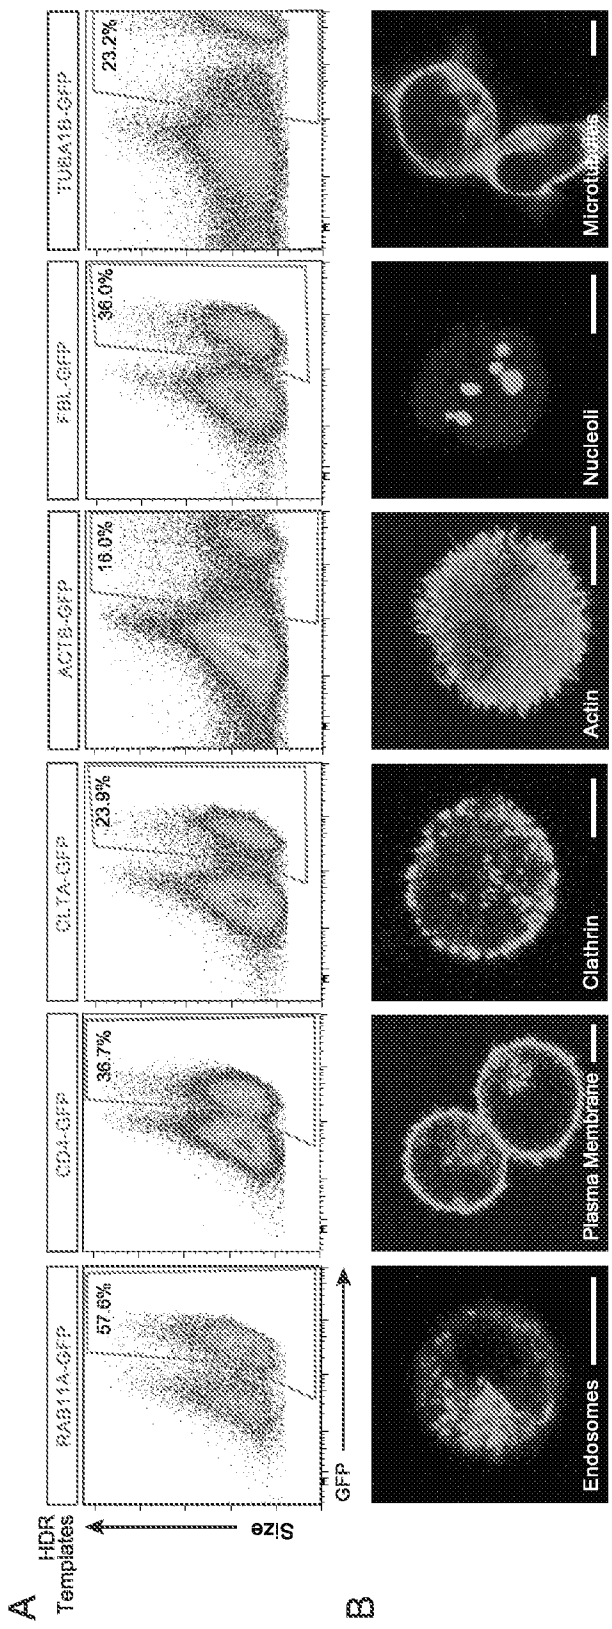 A
HDR
Templates
RAB11A-GFP
CD4-GFP
CLTA-GFP
ACTB-GFP
FBL-GFP
TUBA1B-GFP
Size
57.6%
36.7%
23.9%
16.0%
36.0%
23.2%
GFP
B
Endosomes
Plasma Membrane
Clathrin
Actin
Nucleoli
Microtubules